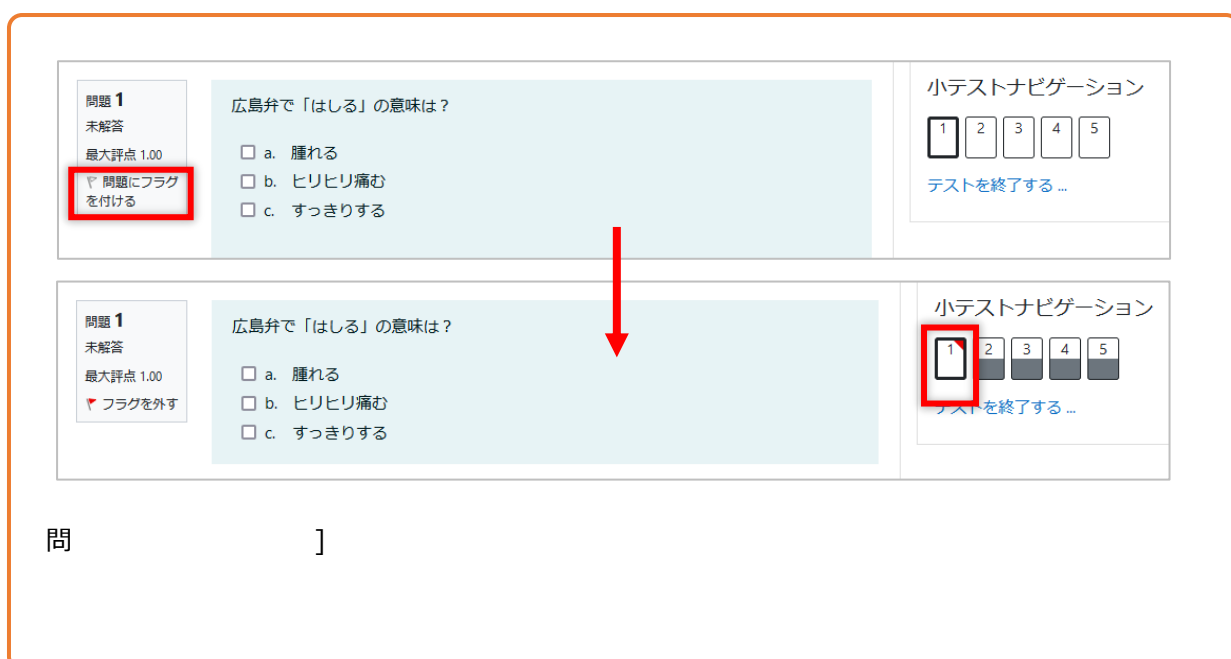 問題 1
未解答
最大評点 1.00
問題にフラグ
を付ける
広島弁で「はしる」の意味は？
a. 腫れる
b. ヒリヒリ痛む
c. すっきりする
小テストナビゲーション
1 2 3 4 5
テストを終了する ...
問題 1
未解答
最大評点 1.00
フラグを外す
広島弁で「はしる」の意味は？
a. 腫れる
b. ヒリヒリ痛む
c. すっきりする
小テストナビゲーション
1 2 3 4 5
テストを終了する ...
問 ]